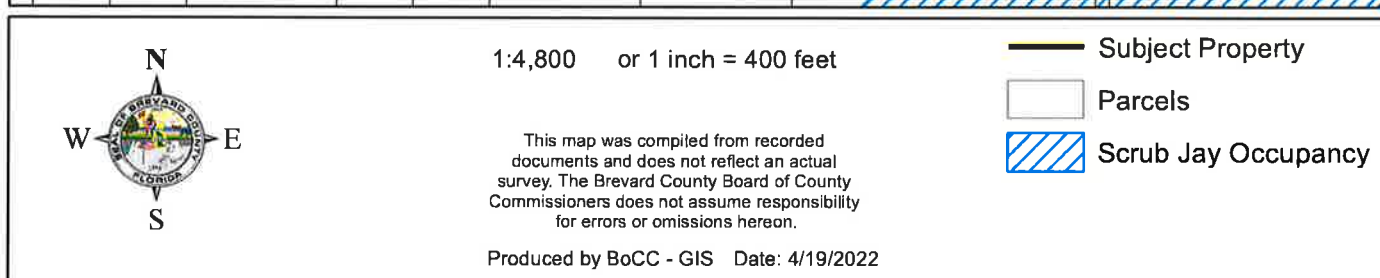 N
W
E
S
SEAL OF BREVARD COUNTY
FLORIDA
1:4,800 or 1 inch = 400 feet
This map was compiled from recorded
documents and does not reflect an actual
survey. The Brevard County Board of County
Commissioners does not assume responsibility
for errors or omissions hereon.
Produced by BoCC - GIS Date: 4/19/2022
Subject Property
Parcels
Scrub Jay Occupancy